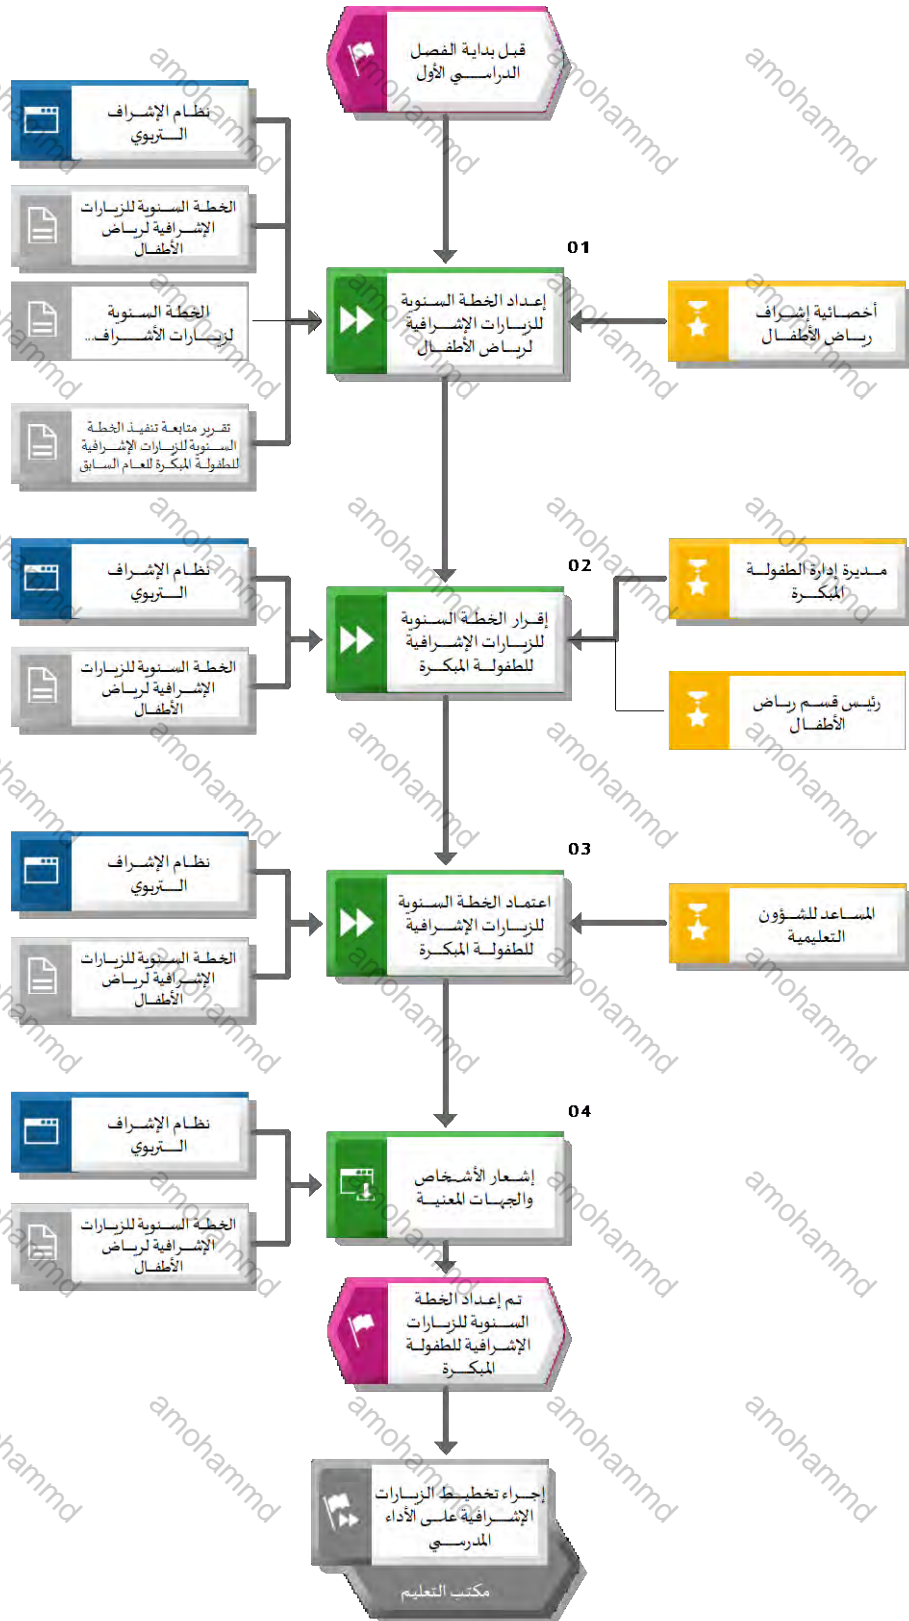 قبل بداية الفصل
الدراسي الأول
نظام الإشراف
التربوي
الخطة السنوية للزيارات
الإشرافية لرياض
الأطفال
الخطة السنوية
لزيارات الأشراف...
تقرير متابعة تنفيذ الخطة
السنوية للزيارات الإشرافية
للطفولة المبكرة للعام السابق
01
إعداد الخطة السنوية
للزيارات الإشرافية
لرياض الأطفال
أخصائية إشراف
رياض الأطفال
02
مديرة إدارة الطفولة
المبكرة
رئيس قسم رياض
الأطفال
إقرار الخطة السنوية
للزيارات الإشرافية
للطفولة المبكرة
نظام الإشراف
التربوي
الخطة السنوية للزيارات
الإشرافية لرياض
الأطفال
03
المساعد للشؤون
التعليمية
اعتماد الخطة السنوية
للزيارات الإشرافية
للطفولة المبكرة
نظام الإشراف
التربوي
الخطة السنوية للزيارات
الإشرافية لرياض
الأطفال
04
إشعار الأشخاص
والجهات المعنية
نظام الإشراف
التربوي
الخطة السنوية للزيارات
الإشرافية لرياض
الأطفال
تم إعداد الخطة
السنوية للزيارات
الإشرافية للطفولة
المبكرة
إجراء تخطيط الزيارات
الإشرافية على الأداء
المدرسي
مكتب التعليم
amohammd